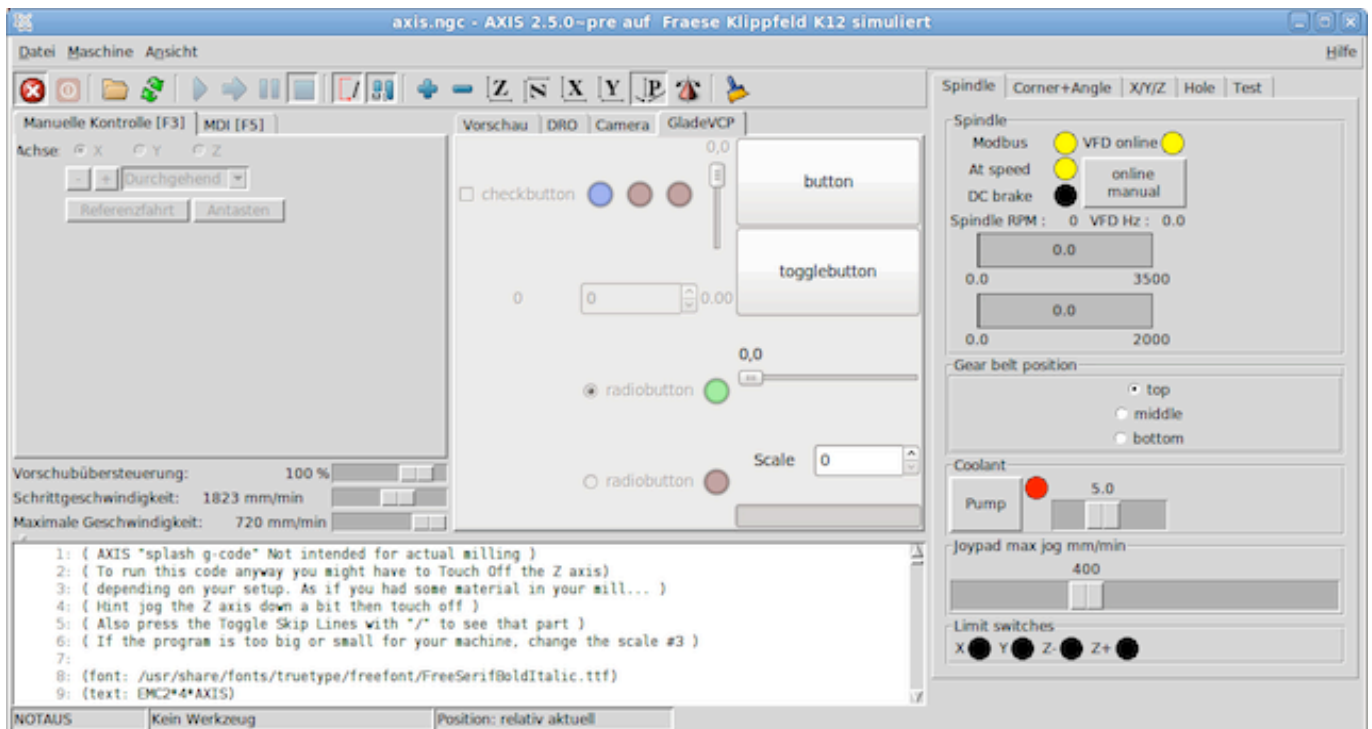 axis.ngc - AXIS 2.5.0~pre auf Fraese Klippfeld K12 simuliert
Datei Maschine Ansicht Hilfe
Z N X Y P
Manuelle Kontrolle [F3] MDI [F5]
Achse: X Y Z
- + Durchgehend
Referenzfahrt Antasten
Vorschau DRO Camera GladeVCP
0,0
checkbutton
button
togglebutton
0 0 0.00
0,0
radiobutton
Scale 0
radiobutton
Vorschubübersteuerung: 100 %
Schrittgeschwindigkeit: 1823 mm/min
Maximale Geschwindigkeit: 720 mm/min
Spindle Corner+Angle X/Y/Z Hole Test
Spindle
Modbus VFD online
At speed
online
manual
DC brake
Spindle RPM : 0 VFD Hz : 0.0
0.0
0.0 3500
0.0
0.0 2000
Gear belt position
top
middle
bottom
Coolant
Pump
5.0
Joypad max jog mm/min
400
Limit switches
X Y Z- Z+
1: ( AXIS "splash g-code" Not intended for actual milling )
2: ( To run this code anyway you might have to Touch Off the Z axis)
3: ( depending on your setup. As if you had some material in your mill... )
4: ( Hint jog the Z axis down a bit then touch off )
5: ( Also press the Toggle Skip Lines with "/" to see that part )
6: ( If the program is too big or small for your machine, change the scale #3 )
7:
8: (font: /usr/share/fonts/truetype/freefont/FreeSerifBoldItalic.ttf)
9: (text: EMC2*4*AXIS)
NOTAUS Kein Werkzeug Position: relativ aktuell